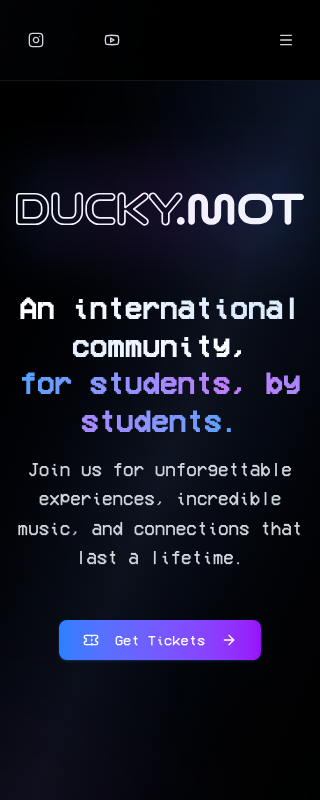 DUCKY.MOT
An international
community,
for students, by
students.
Join us for unforgettable
experiences, incredible
music, and connections that
last a lifetime.
Get Tickets